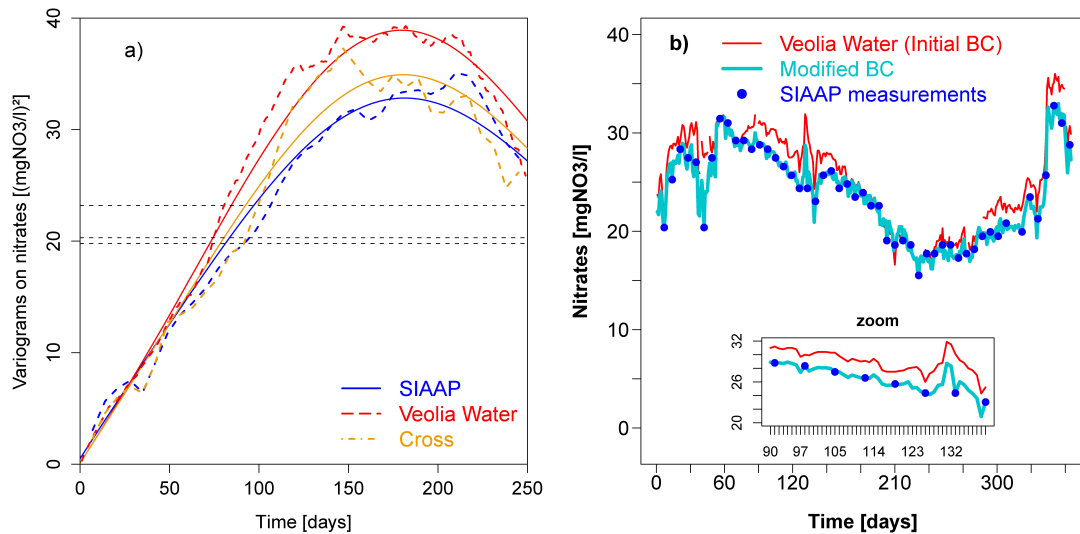 a)
Variograms on nitrates [(mgNO3/l)²]
40
30
20
10
0
SIAAP
Veolia Water
Cross
0 50 100 150 200 250
Time [days]
b)
Veolia Water (Initial BC)
Modified BC
SIAAP measurements
Nitrates [mgNO3/l]
40
30
20
10
0
zoom
32
26
20
90 97 105 114 123 132
0 60 120 210 300
Time [days]